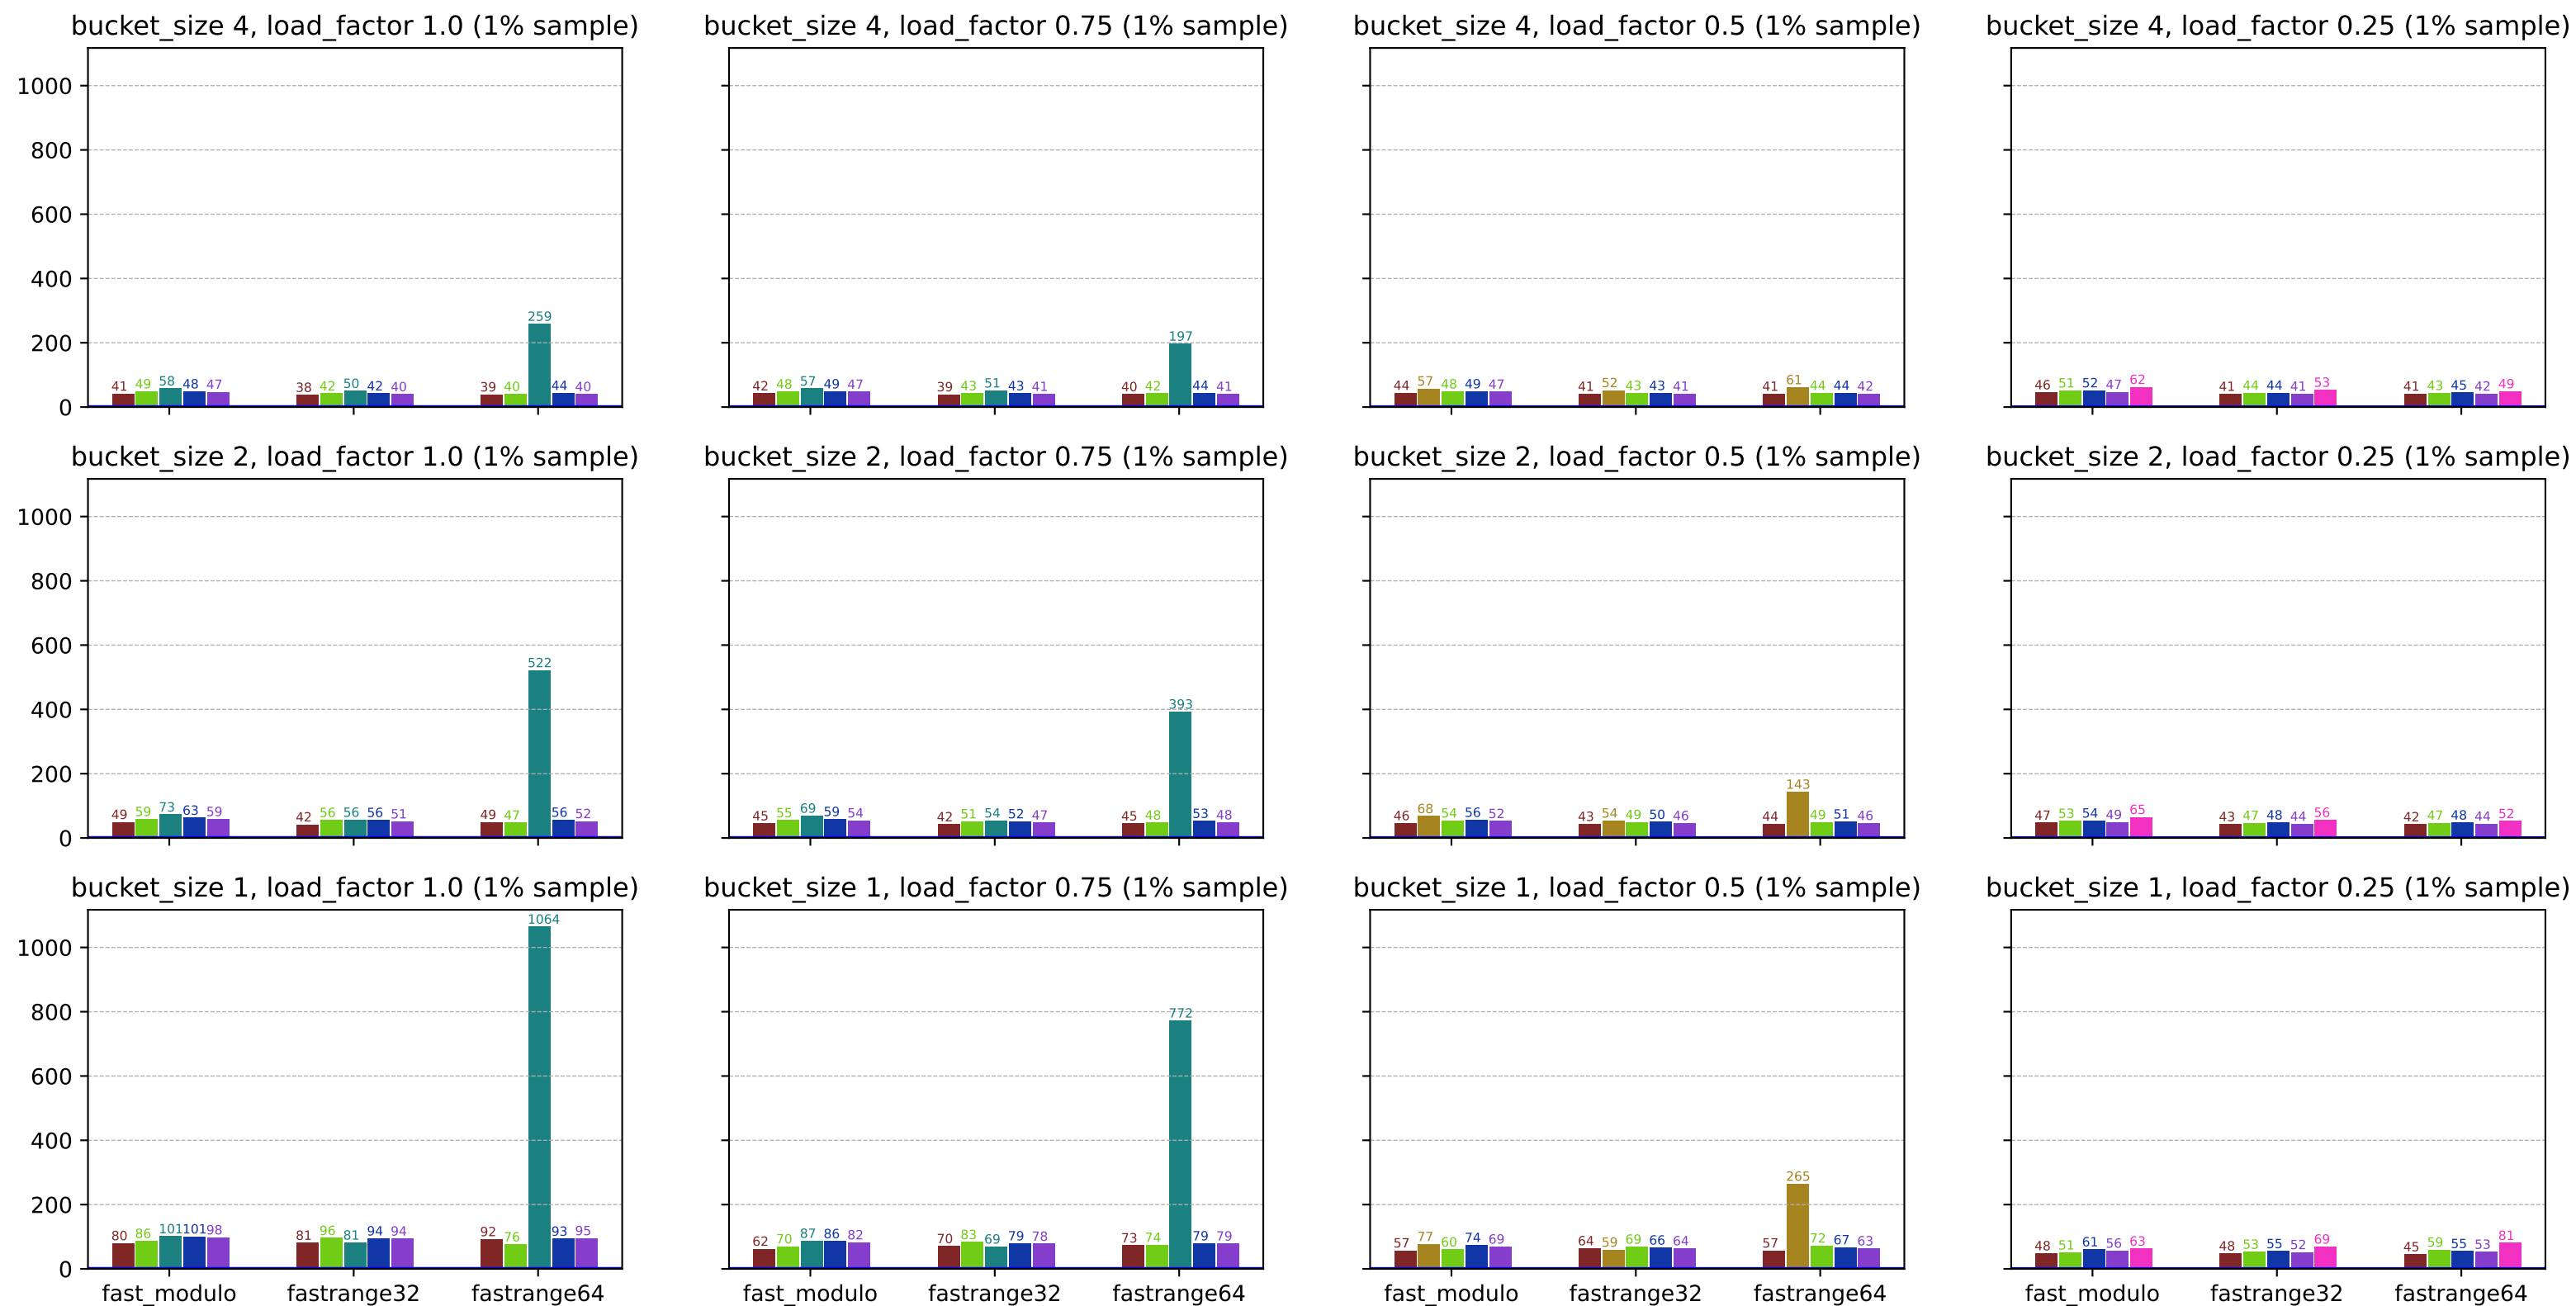 bucket_size 4, load_factor 1.0 (1% sample)
bucket_size 4, load_factor 0.75 (1% sample)
bucket_size 4, load_factor 0.5 (1% sample)
bucket_size 4, load_factor 0.25 (1% sample)
1000
800
600
400
200
0
41 49 58 48 47 38 42 50 42 40 39 40 259 44 40
42 48 57 49 47 39 43 51 43 41 40 42 197 44 41
44 57 48 49 47 41 52 43 43 41 41 61 44 44 42
46 51 52 47 62 41 44 44 41 53 41 43 45 42 49
bucket_size 2, load_factor 1.0 (1% sample)
bucket_size 2, load_factor 0.75 (1% sample)
bucket_size 2, load_factor 0.5 (1% sample)
bucket_size 2, load_factor 0.25 (1% sample)
1000
800
600
400
200
0
49 59 73 63 59 42 56 56 56 51 49 47 522 56 52
45 55 69 59 54 42 51 54 52 47 45 48 393 53 48
46 68 54 56 52 43 54 49 50 46 44 143 49 51 46
47 53 54 49 65 43 47 48 44 56 42 47 48 44 52
bucket_size 1, load_factor 1.0 (1% sample)
bucket_size 1, load_factor 0.75 (1% sample)
bucket_size 1, load_factor 0.5 (1% sample)
bucket_size 1, load_factor 0.25 (1% sample)
1000
800
600
400
200
0
80 86 101 101 98 81 96 81 94 94 92 76 1064 93 95
62 70 87 86 82 70 83 69 79 78 73 74 772 79 79
57 77 60 74 69 64 59 69 66 64 57 265 72 67 63
48 51 61 56 63 48 53 55 52 69 45 59 55 53 81
fast_modulo fastrange32 fastrange64
fast_modulo fastrange32 fastrange64
fast_modulo fastrange32 fastrange64
fast_modulo fastrange32 fastrange64